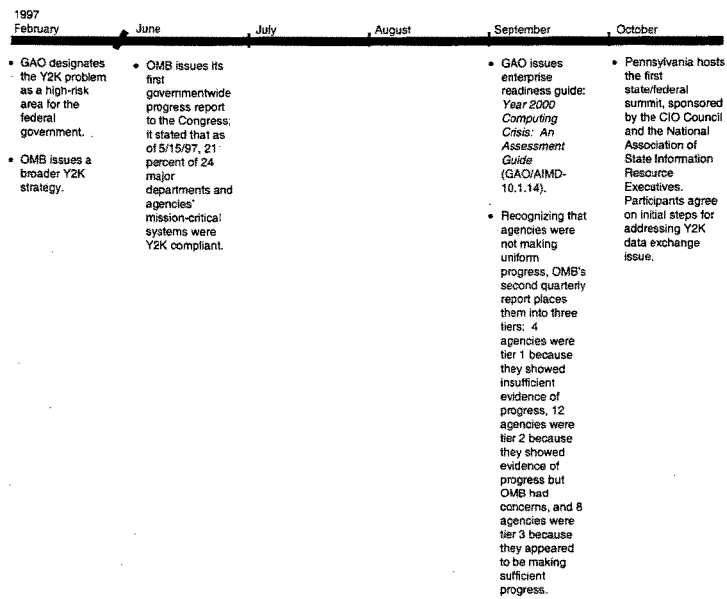 1997
February June July August September October
• GAO designates
the Y2K problem
as a high-risk
area for the
federal
government.
• OMB issues a
broader Y2K
strategy.
• OMB issues its
first
governmentwide
progress report
to the Congress;
it stated that as
of 5/15/97, 21
percent of 24
major
departments and
agencies'
mission-critical
systems were
Y2K compliant.
• GAO issues
enterprise
readiness guide:
Year 2000
Computing
Crisis: An
Assessment
Guide
(GAO/AIMD-
10.1.14).
• Recognizing that
agencies were
not making
uniform
progress, OMB's
second quarterly
report places
them into three
tiers: 4
agencies were
tier 1 because
they showed
insufficient
evidence of
progress, 12
agencies were
tier 2 because
they showed
evidence of
progress but
OMB had
concerns, and 8
agencies were
tier 3 because
they appeared
to be making
sufficient
progress.
• Pennsylvania hosts
the first
state/federal
summit, sponsored
by the CIO Council
and the National
Association of
State Information
Resource
Executives.
Participants agree
on initial steps for
addressing Y2K
data exchange
issue.